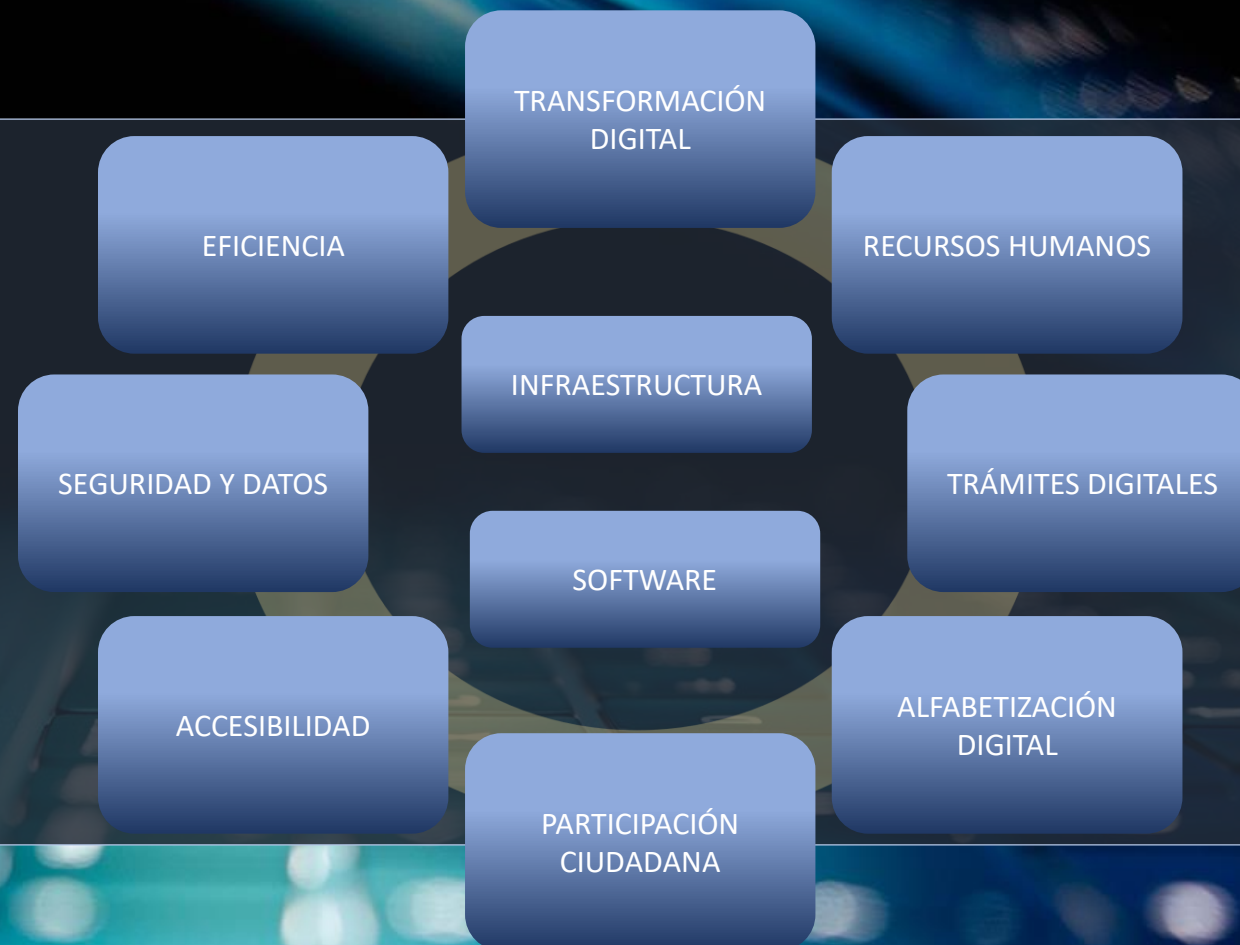 TRANSFORMACIÓN
DIGITAL
EFICIENCIA
RECURSOS HUMANOS
INFRAESTRUCTURA
SEGURIDAD Y DATOS
TRÁMITES DIGITALES
SOFTWARE
ACCESIBILIDAD
ALFABETIZACIÓN
DIGITAL
PARTICIPACIÓN
CIUDADANA